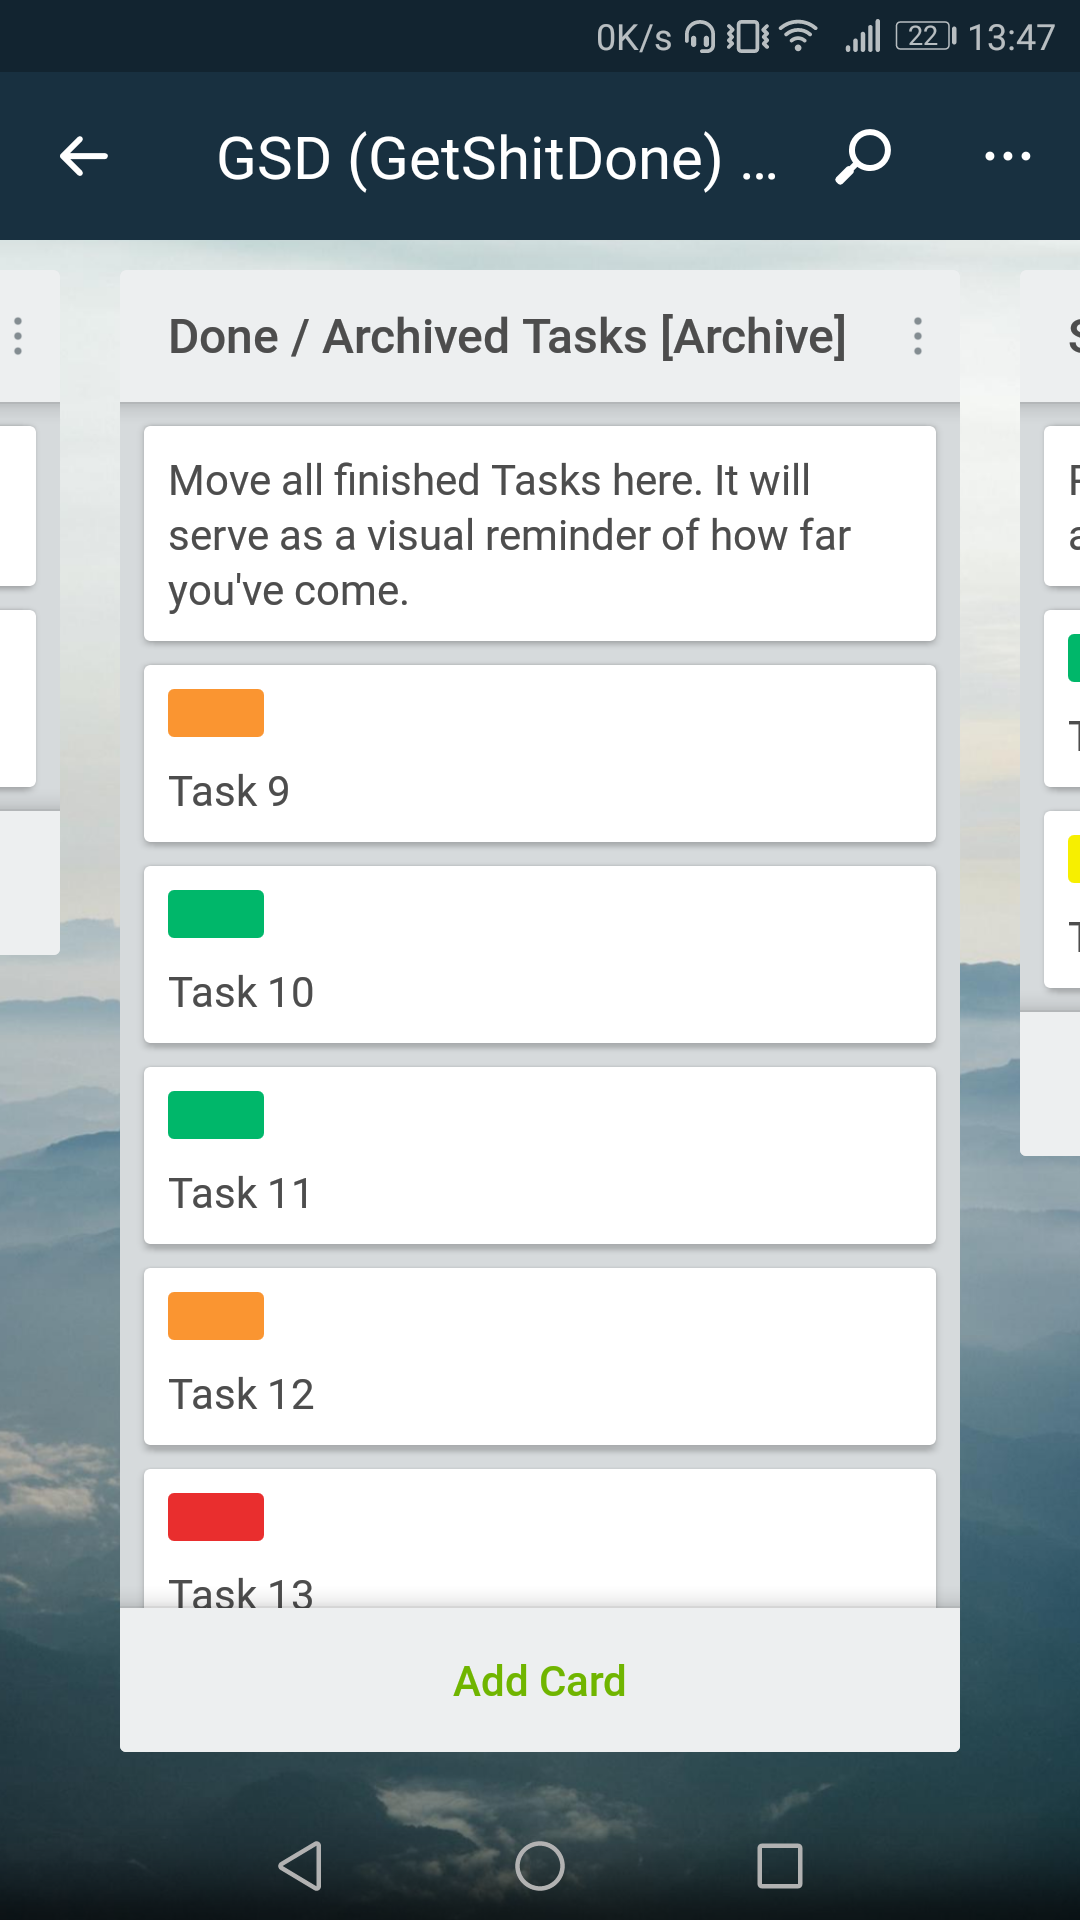 0K/s 22 13:47
GSD (GetShitDone) ...
Done / Archived Tasks [Archive]
Move all finished Tasks here. It will
serve as a visual reminder of how far
you've come.
Task 9
Task 10
Task 11
Task 12
Task 13
Add Card